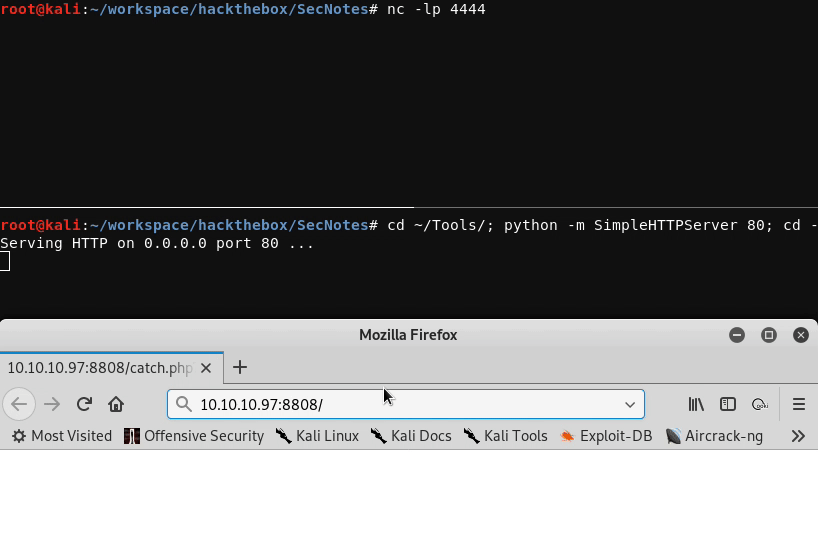 root@kali:~/workspace/hackthebox/SecNotes# nc -lp 4444
root@kali:~/workspace/hackthebox/SecNotes# cd ~/Tools/; python -m SimpleHTTPServer 80; cd -
Serving HTTP on 0.0.0.0 port 80 ...
Mozilla Firefox
10.10.10.97:8808/catch.php
10.10.10.97:8808/
Most Visited Offensive Security Kali Linux Kali Docs Kali Tools Exploit-DB Aircrack-ng